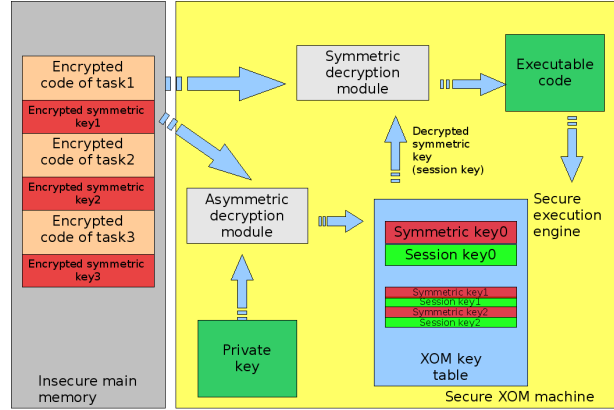 Encrypted
code of task1
Encrypted symmetric
key1
Encrypted
code of task2
Encrypted symmetric
key2
Encrypted
code of task3
Encrypted symmetric
key3
Insecure main
memory
Symmetric
decryption
module
Executable
code
Decrypted
symmetric
key
(session key)
Asymmetric
decryption
module
Secure
execution
engine
Symmetric key0
Session key0
Symmetric key1
Session key1
Symmetric key2
Session key2
XOM key
table
Private
key
Secure XOM machine